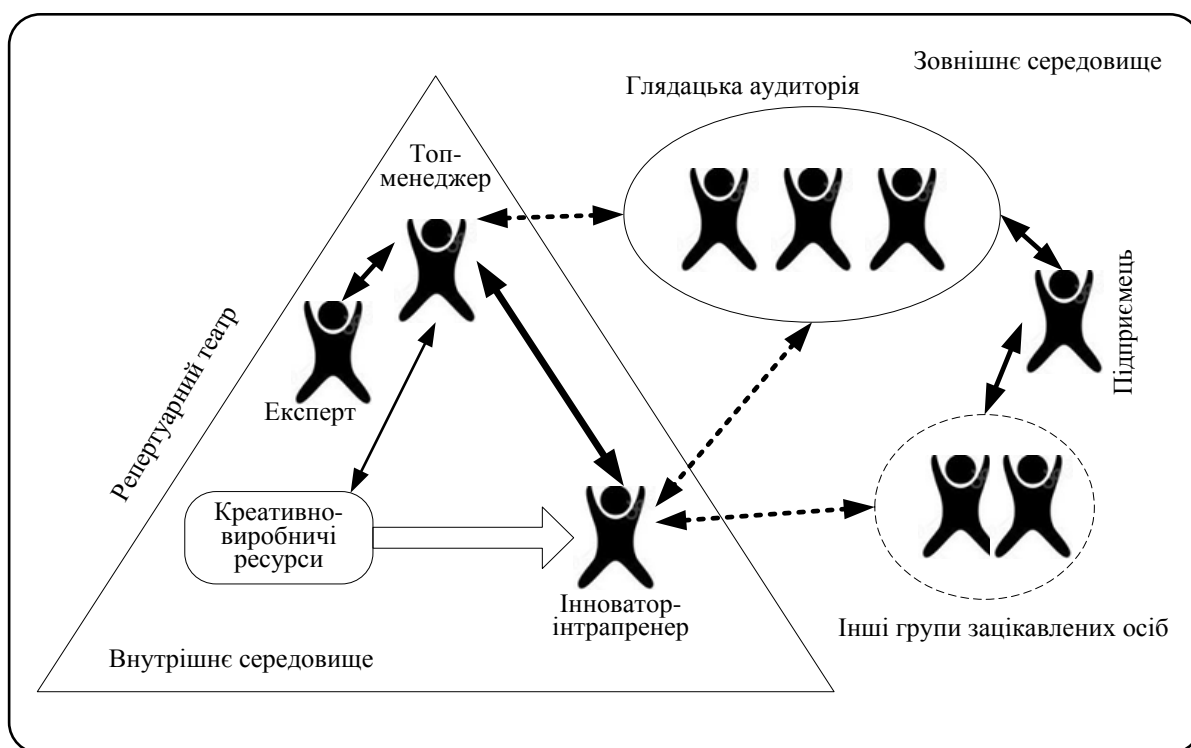 Зовнішнє середовище
Глядацька аудиторія
Топ-
менеджер
Репертуарний театр
Експерт
Підприємець
Креативно-
виробничі
ресурси
Інноватор-
інтрапренер
Інші групи зацікавлених осіб
Внутрішнє середовище